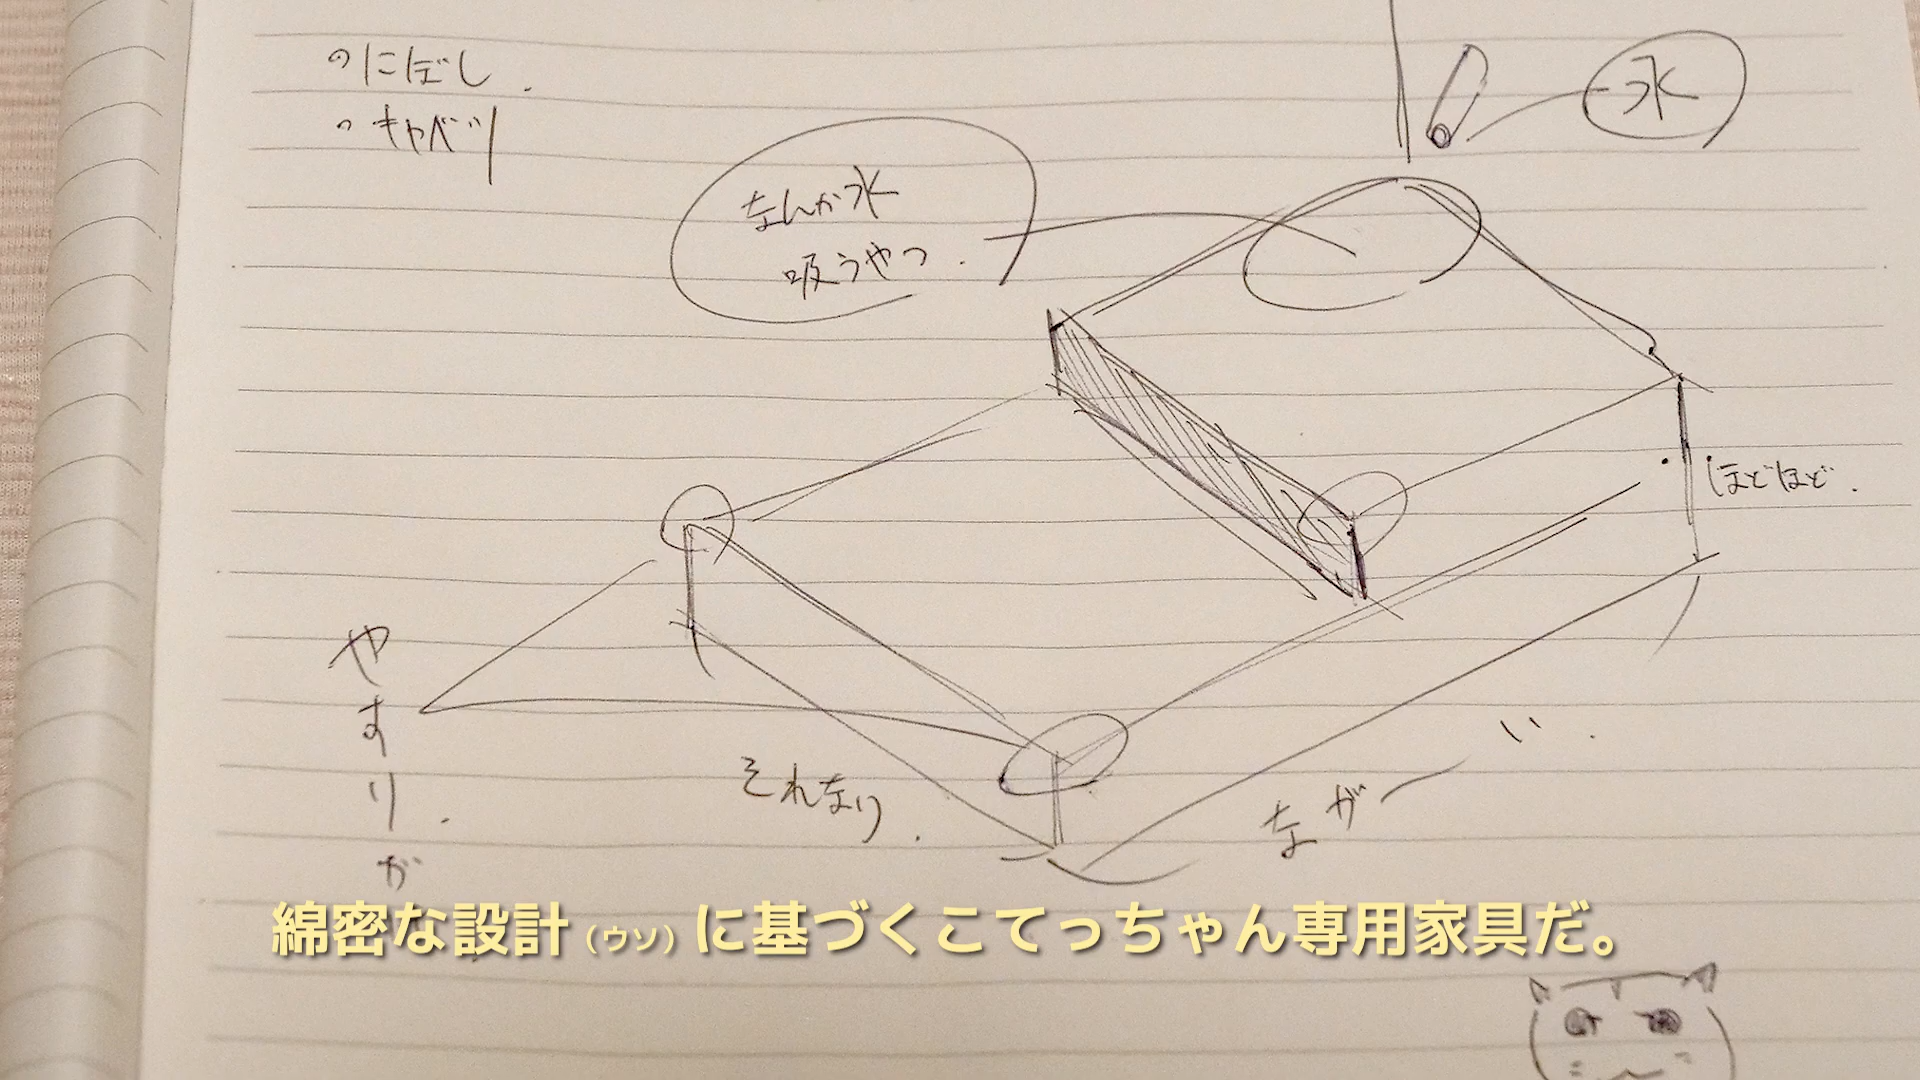 ・にぼし.
・キャベツ
水
なんか水
吸うやつ.
ほどほど.
やすりが
それなり.
ながーい.
綿密な設計（ウソ）に基づくこてっちゃん専用家具だ。